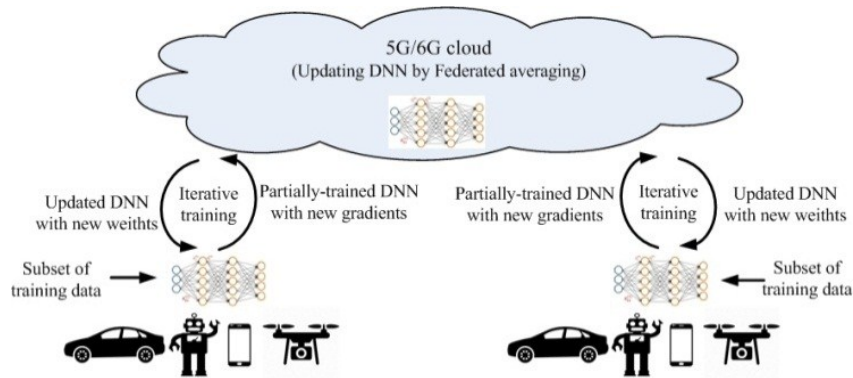 5G/6G cloud
(Updating DNN by Federated averaging)
Updated DNN
with new weithts
Iterative
training
Partially-trained DNN
with new gradients
Partially-trained DNN
with new gradients
Iterative
training
Updated DNN
with new weithts
Subset of
training data
Subset of
training data